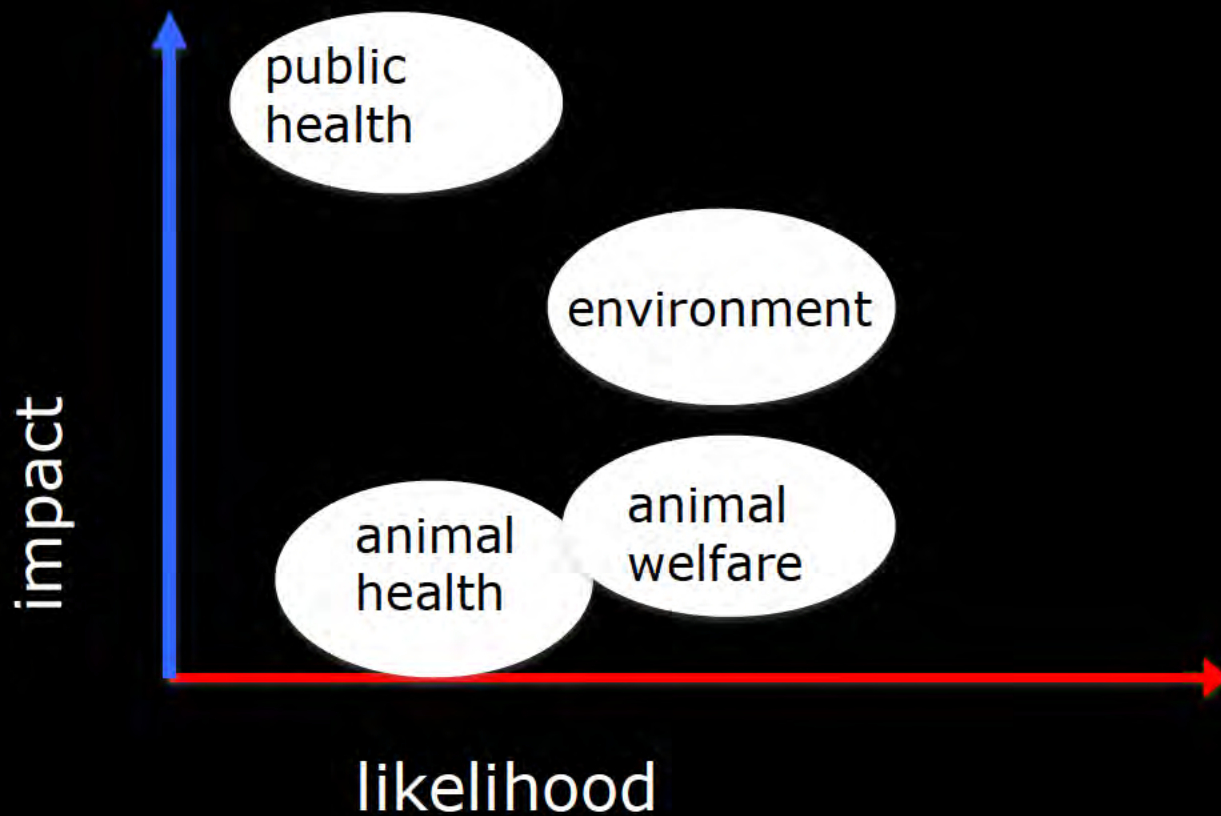 public
health
environment
animal
welfare
animal
health
impact
likelihood